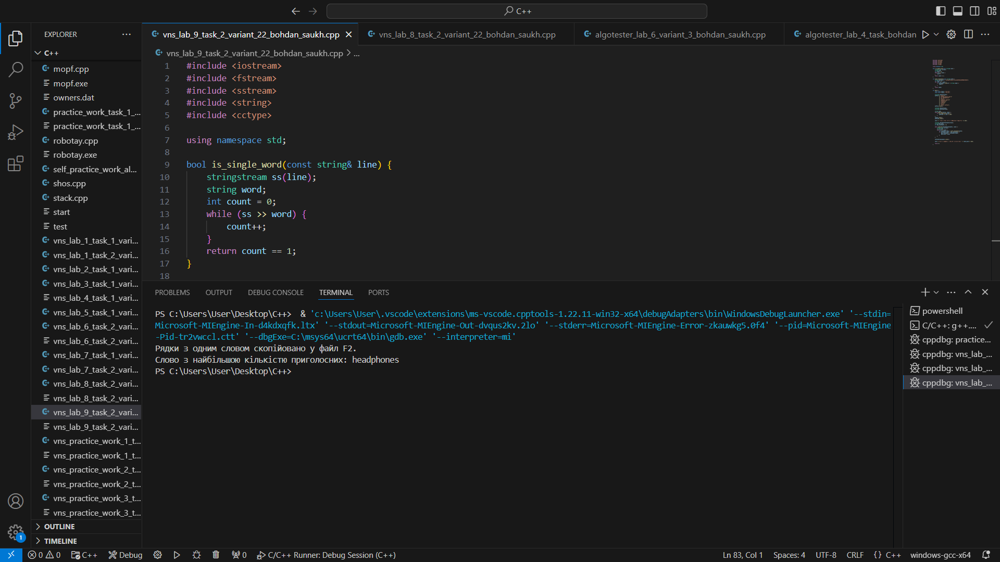 C++
EXPLORER
C++
mopf.cpp
mopf.exe
owners.dat
practice_work_task_1_...
practice_work_task_1_...
robotay.cpp
robotay.exe
self_practice_work_al...
shos.cpp
stack.cpp
start
test
vns_lab_1_task_1_vari...
vns_lab_1_task_2_vari...
vns_lab_2_task_1_vari...
vns_lab_3_task_1_vari...
vns_lab_4_task_1_vari...
vns_lab_5_task_1_vari...
vns_lab_6_task_2_vari...
vns_lab_6_task_2_vari...
vns_lab_7_task_1_vari...
vns_lab_7_task_2_vari...
vns_lab_8_task_2_vari...
vns_lab_8_task_2_vari...
vns_lab_9_task_2_vari...
vns_lab_9_task_2_vari...
vns_practice_work_1_t...
vns_practice_work_1_t...
vns_practice_work_2_t...
vns_practice_work_2_t...
vns_practice_work_3_t...
vns_practice_work_3_t...
OUTLINE
TIMELINE
1
vns_lab_9_task_2_variant_22_bohdan_saukh.cpp
vns_lab_8_task_2_variant_22_bohdan_saukh.cpp
algotester_lab_6_variant_3_bohdan_saukh.cpp
algotester_lab_4_task_bohdan
vns_lab_9_task_2_variant_22_bohdan_saukh.cpp > ...
1 #include <iostream>
2 #include <fstream>
3 #include <sstream>
4 #include <string>
5 #include <cctype>
6
7 using namespace std;
8
9 bool is_single_word(const string& line) {
10 stringstream ss(line);
11 string word;
12 int count = 0;
13 while (ss >> word) {
14 count++;
15 }
16 return count == 1;
17 }
18
PROBLEMS OUTPUT DEBUG CONSOLE TERMINAL PORTS
PS C:\Users\User\Desktop\C++> & 'c:\Users\User\.vscode\extensions\ms-vscode.cpptools-1.22.11-win32-x64\debugAdapters\bin\WindowsDebugLauncher.exe' '--stdin=
Microsoft-MIEngine-In-d4kdxqfk.ltx' '--stdout=Microsoft-MIEngine-Out-dvqus2kv.2lo' '--stderr=Microsoft-MIEngine-Error-zkauwkg5.0f4' '--pid=Microsoft-MIEngine
-Pid-tr2vwccl.ctt' '--dbgExe=C:\msys64\ucrt64\bin\gdb.exe' '--interpreter=mi'
Рядки з одним словом скопійовано у файл F2.
Слово з найбільшою кількістю приголосних: headphones
PS C:\Users\User\Desktop\C++>
powershell
C/C++: g++....
cppdbg: practice...
cppdbg: vns_lab_...
cppdbg: vns_lab_...
cppdbg: vns_lab_...
0 0 C++ Debug 0 C/C++ Runner: Debug Session (C++)
Ln 83, Col 1 Spaces: 4 UTF-8 CRLF {} C++ windows-gcc-x64